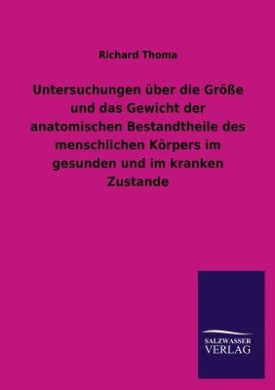 Richard Thoma
Untersuchungen über die Größe
und das Gewicht der
anatomischen Bestandtheile des
menschlichen Körpers im
gesunden und im kranken
Zustande
SALZWASSER
VERLAG